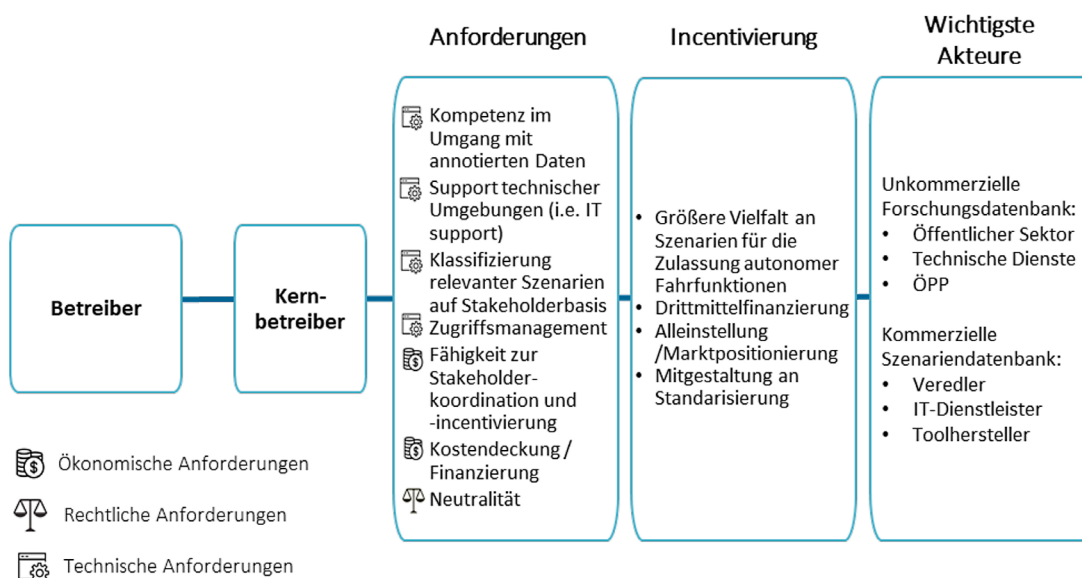 Anforderungen
Incentivierung
Wichtigste
Akteure
Betreiber
Kern-
betreiber
Kompetenz im
Umgang mit
annotierten Daten
Support technischer
Umgebungen (i.e. IT
support)
Klassifizierung
relevanter Szenarien
auf Stakeholderbasis
Zugriffsmanagement
Fähigkeit zur
Stakeholder-
koordination und
-incentivierung
Kostendeckung /
Finanzierung
Neutralität
• Größere Vielfalt an
Szenarien für die
Zulassung autonomer
Fahrfunktionen
• Drittmittelfinanzierung
• Alleinstellung
/Marktpositionierung
• Mitgestaltung an
Standarisierung
Unkommerzielle
Forschungsdatenbank:
• Öffentlicher Sektor
• Technische Dienste
• ÖPP
Kommerzielle
Szenariendatenbank:
• Veredler
• IT-Dienstleister
• Toolhersteller
Ökonomische Anforderungen
Rechtliche Anforderungen
Technische Anforderungen